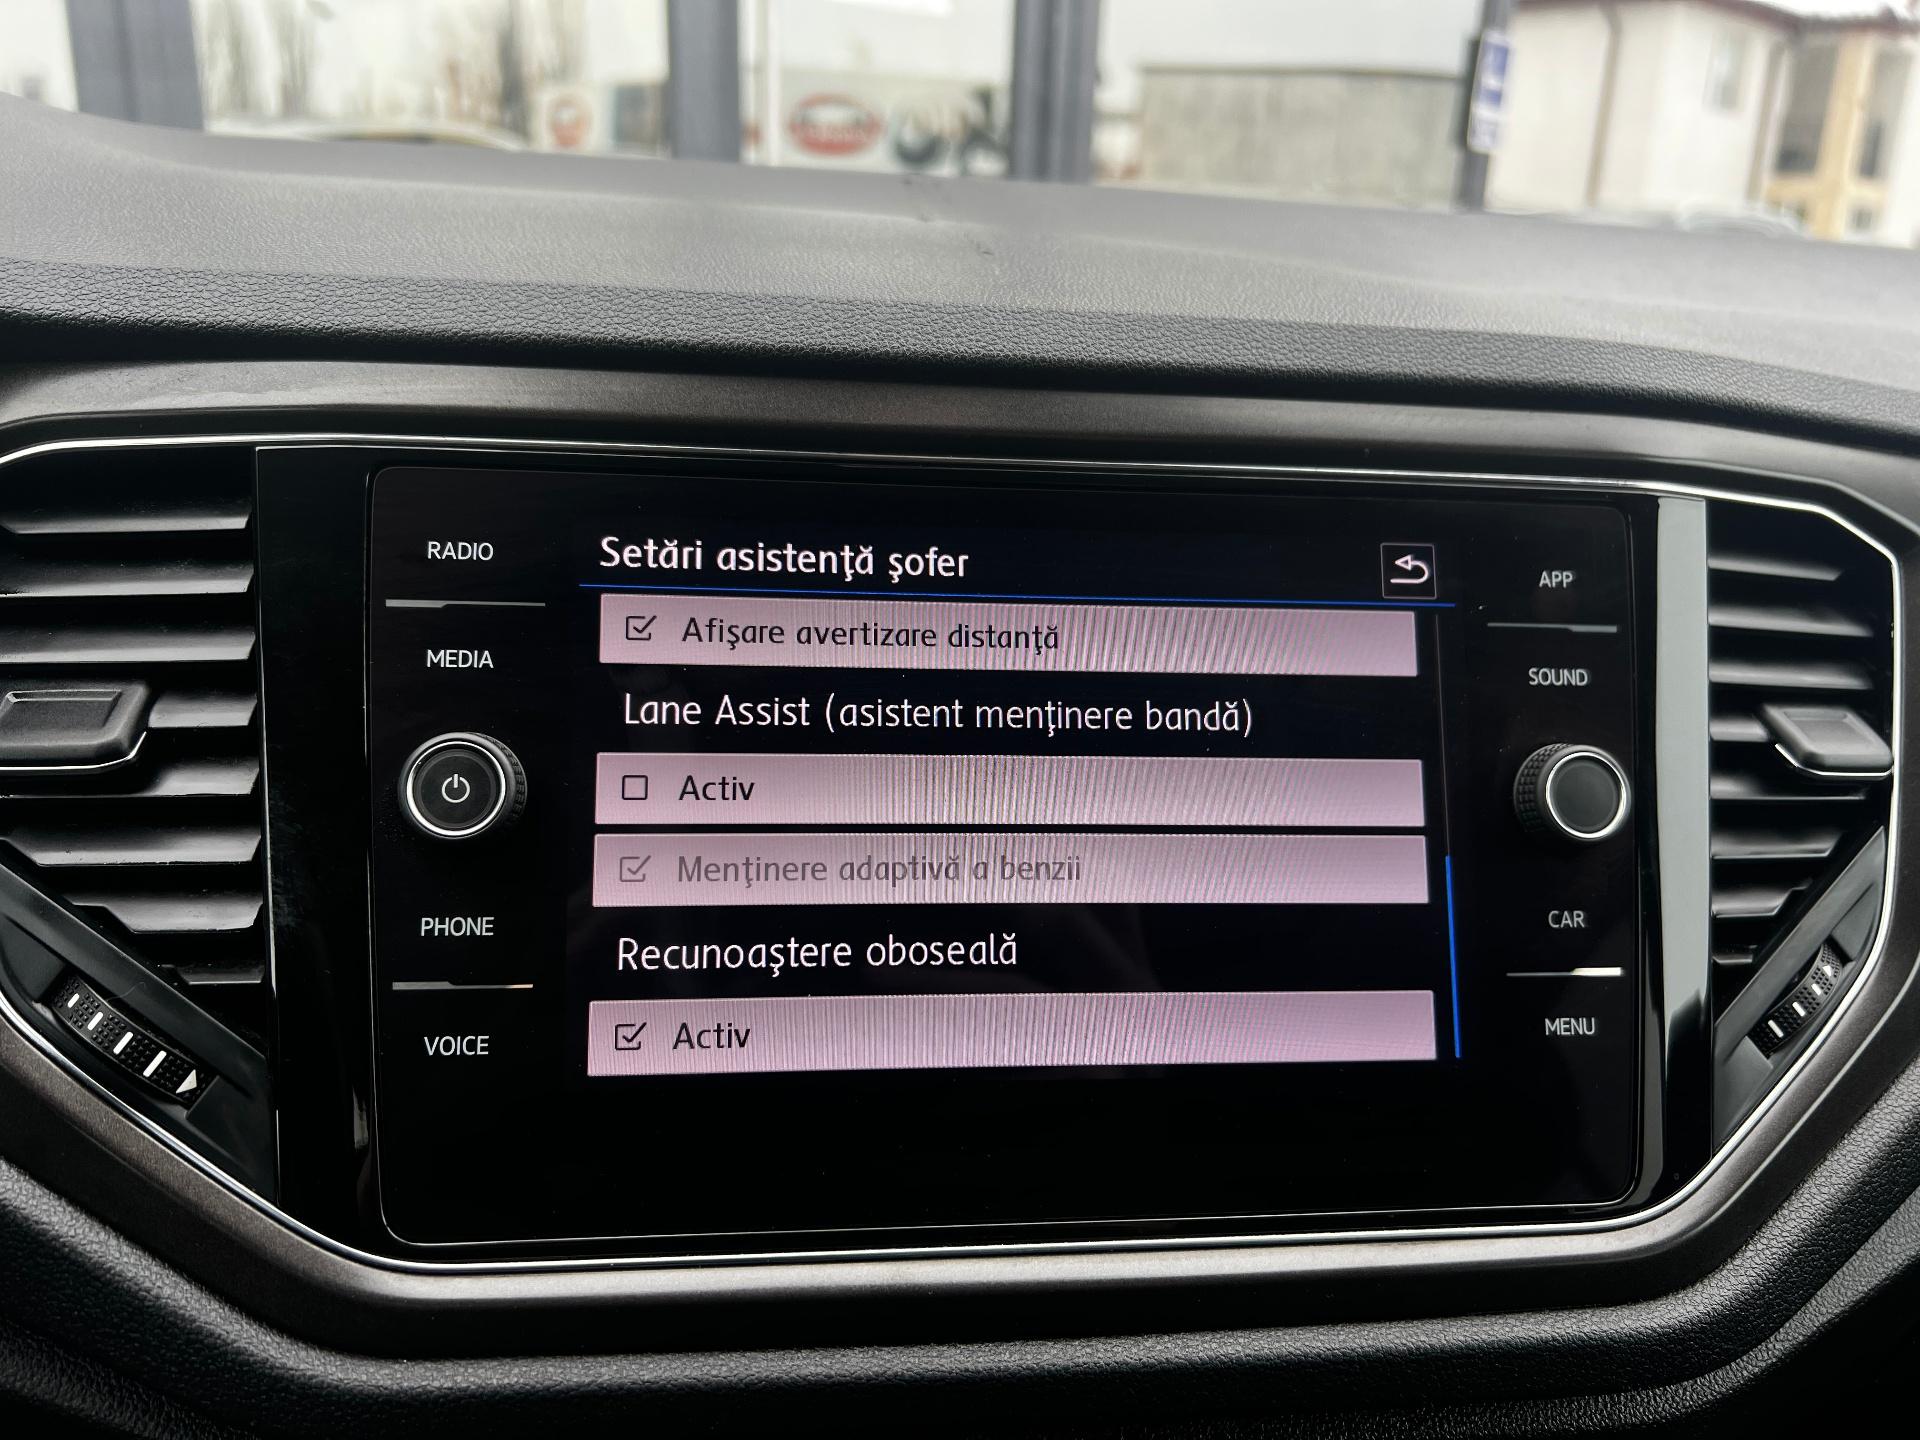 RADIO
MEDIA
PHONE
VOICE
Setări asistenţă şofer
Afişare avertizare distanţă
Lane Assist (asistent menţinere bandă)
Activ
Menţinere adaptivă a benzii
Recunoaştere oboseală
Activ
APP
SOUND
CAR
MENU